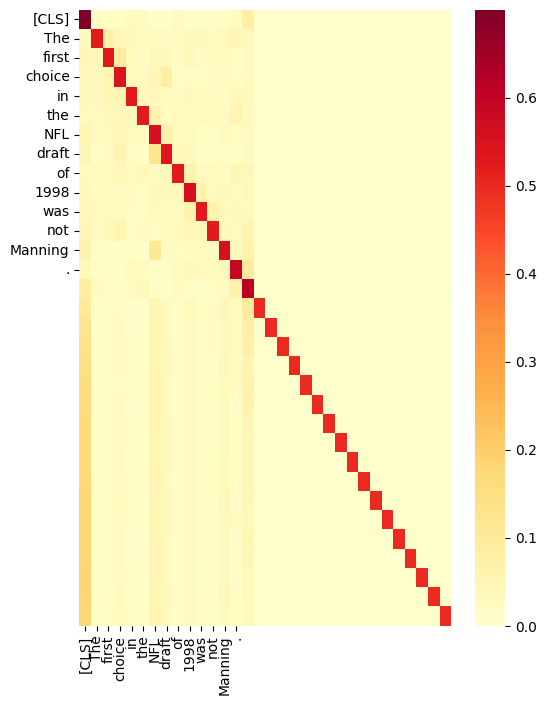 [CLS]
The
first
choice
in
the
NFL
draft
of
1998
was
not
Manning
.
[CLS]
The
first
choice
in
the
NFL
draft
of
1998
was
not
Manning
.
0.6
0.5
0.4
0.3
0.2
0.1
0.0